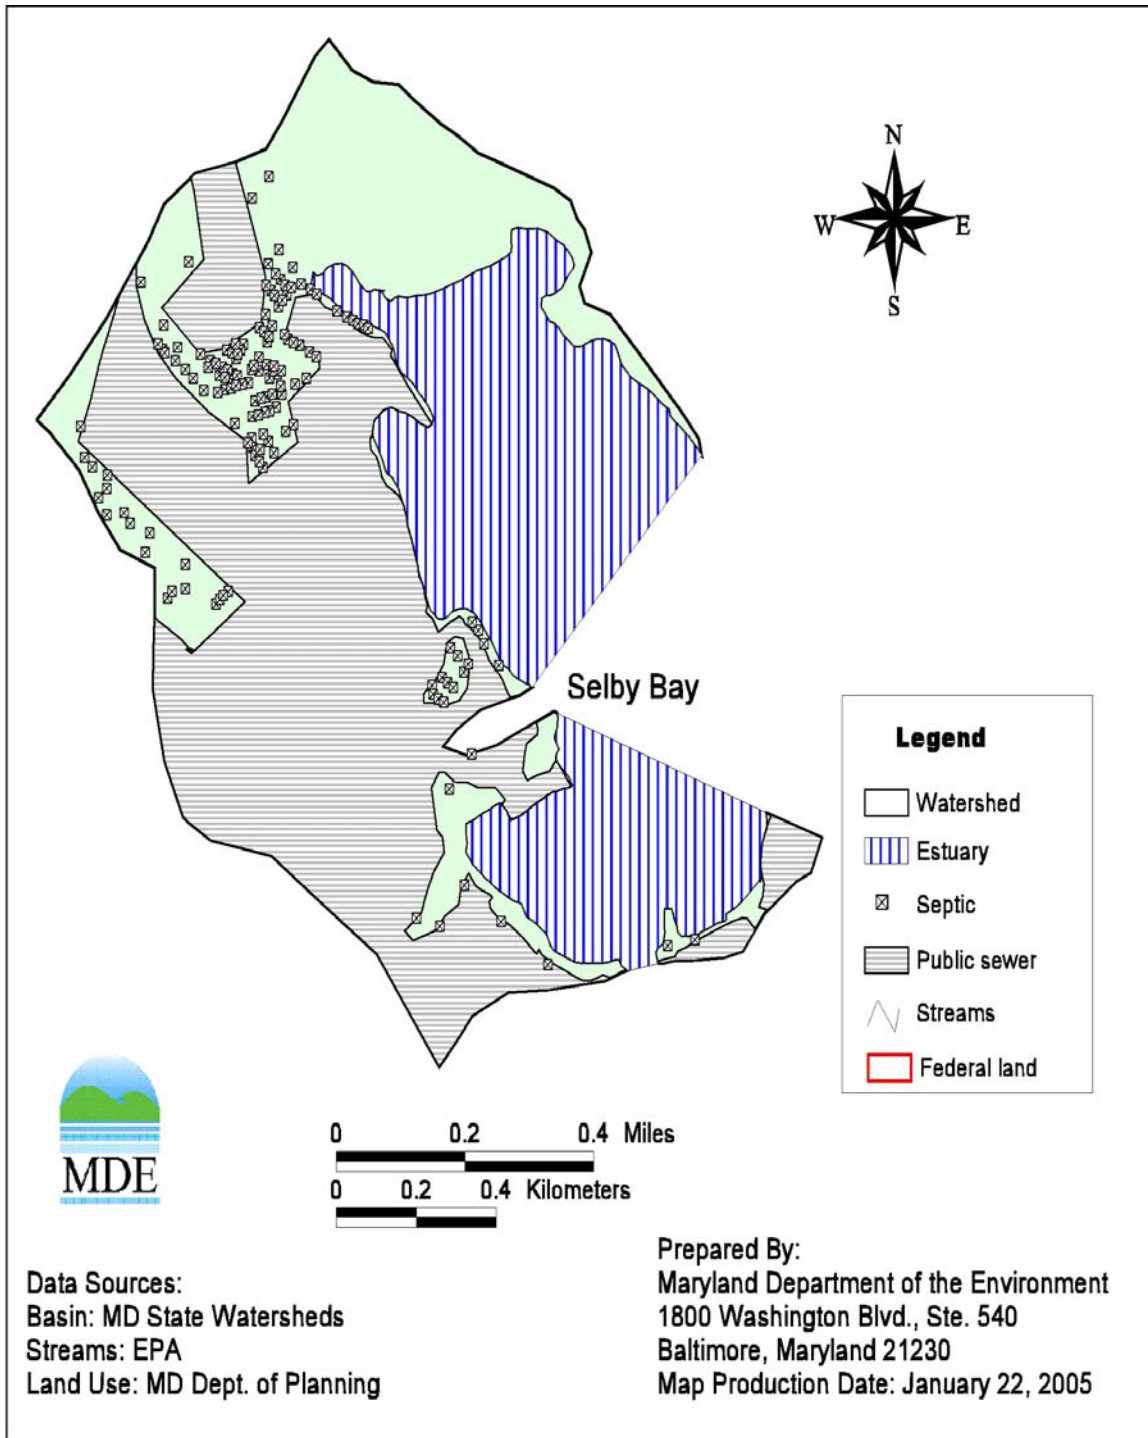 N
W E
S
Selby Bay
Legend
Watershed
Estuary
Septic
Public sewer
Streams
Federal land
MDE
0 0.2 0.4 Miles
0 0.2 0.4 Kilometers
Data Sources:
Basin: MD State Watersheds
Streams: EPA
Land Use: MD Dept. of Planning
Prepared By:
Maryland Department of the Environment
1800 Washington Blvd., Ste. 540
Baltimore, Maryland 21230
Map Production Date: January 22, 2005